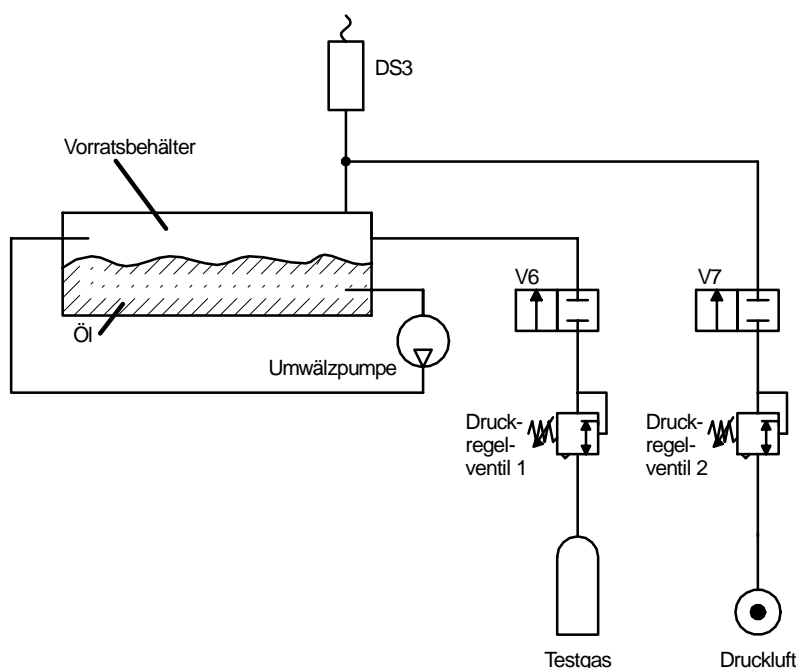 DS3
Vorratsbehälter
V6
V7
Öl
Umwälzpumpe
Druck-
regel-
ventil 1
Druck-
regel-
ventil 2
Testgas
Druckluft